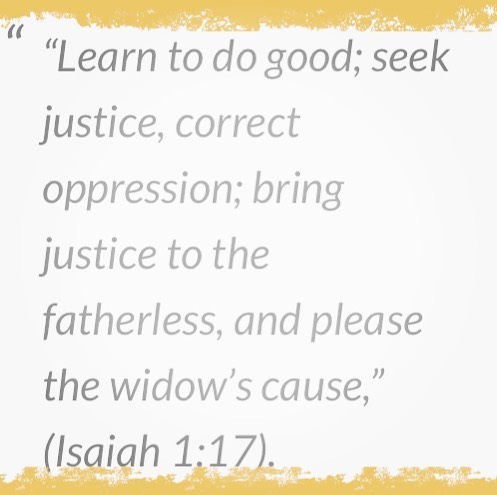 “ “Learn to do good; seek
justice, correct
oppression; bring
justice to the
fatherless, and please
the widow’s cause,”
(Isaiah 1:17).